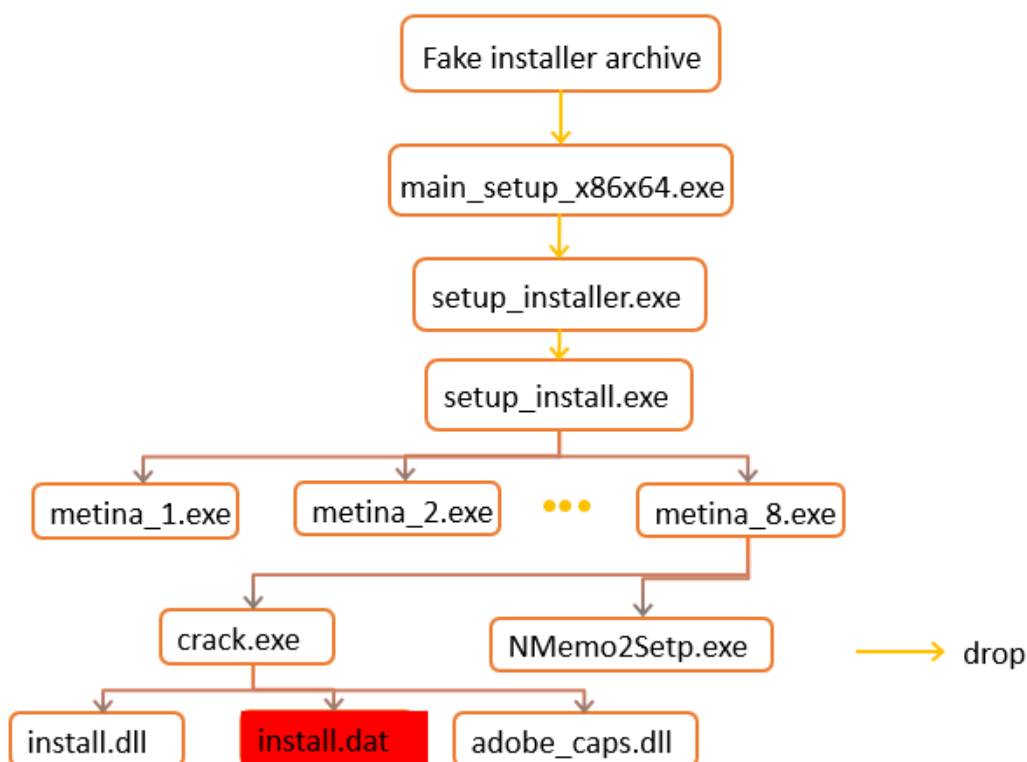 Fake installer archive
main_setup_x86x64.exe
setup_installer.exe
setup_install.exe
metina_1.exe
metina_2.exe
metina_8.exe
crack.exe
NMemo2Setp.exe
drop
install.dll
install.dat
adobe_caps.dll